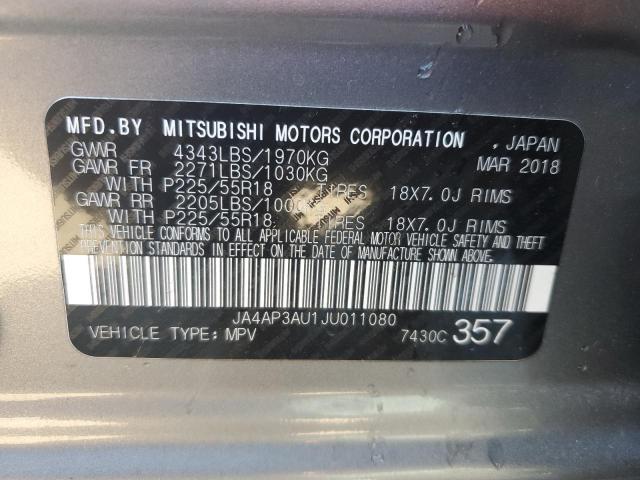 MFD.BY MITSUBISHI MOTORS CORPORATION, JAPAN
GVWR 4343LBS/1970KG MAR 2018
GAWR FR 2271LBS/1030KG
WITH P225/55R18 TIRES 18X7.0J RIMS
GAWR RR 2205LBS/1000KG
WITH P225/55R18 TIRES 18X7.0J RIMS
THIS VEHICLE CONFORMS TO ALL APPLICABLE FEDERAL MOTOR VEHICLE SAFETY AND THEFT
PREVENTION STANDARDS IN EFFECT ON THE DATE OF MANUFACTURE SHOWN ABOVE.
JA4AP3AU1JU011080
VEHICLE TYPE: MPV 7430C 357